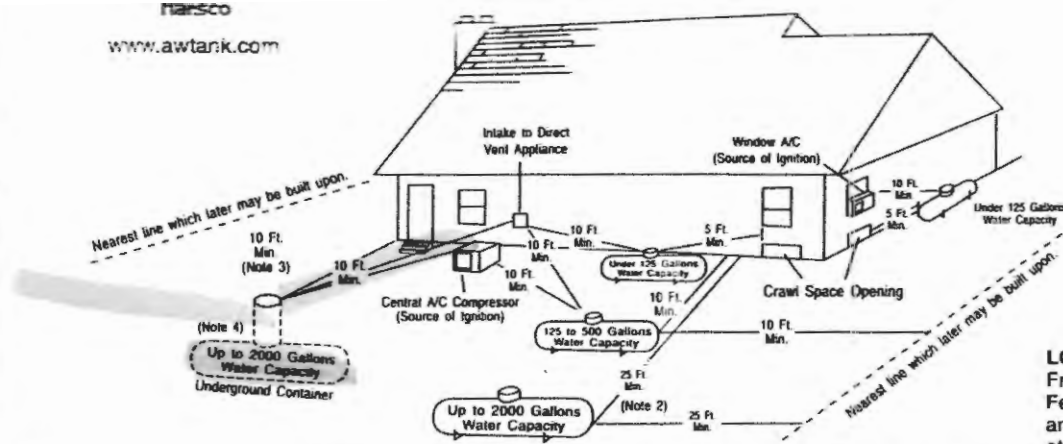 harsco
www.awtank.com
Intake to Direct
Vent Appliance
Window A/C
(Source of Ignition)
10 Ft.
Min.
5 Ft.
Min.
Under 125 Gallons
Water Capacity
Nearest line which later may be built upon.
10 Ft.
Min.
(Note 3)
10 Ft.
Min.
10 Ft.
Min.
10 Ft.
Min.
5 Ft.
Min.
Under 125 Gallons
Water Capacity
Crawl Space Opening
Central A/C Compressor
(Source of Ignition)
10 Ft.
Min.
10 Ft.
Min.
(Note 4)
Up to 2000 Gallons
Water Capacity
Underground Container
125 to 500 Gallons
Water Capacity
10 Ft.
Min.
Nearest line which later may be built upon.
25 Ft.
Min.
(Note 2)
Up to 2000 Gallons
Water Capacity
25 Ft.
Min.